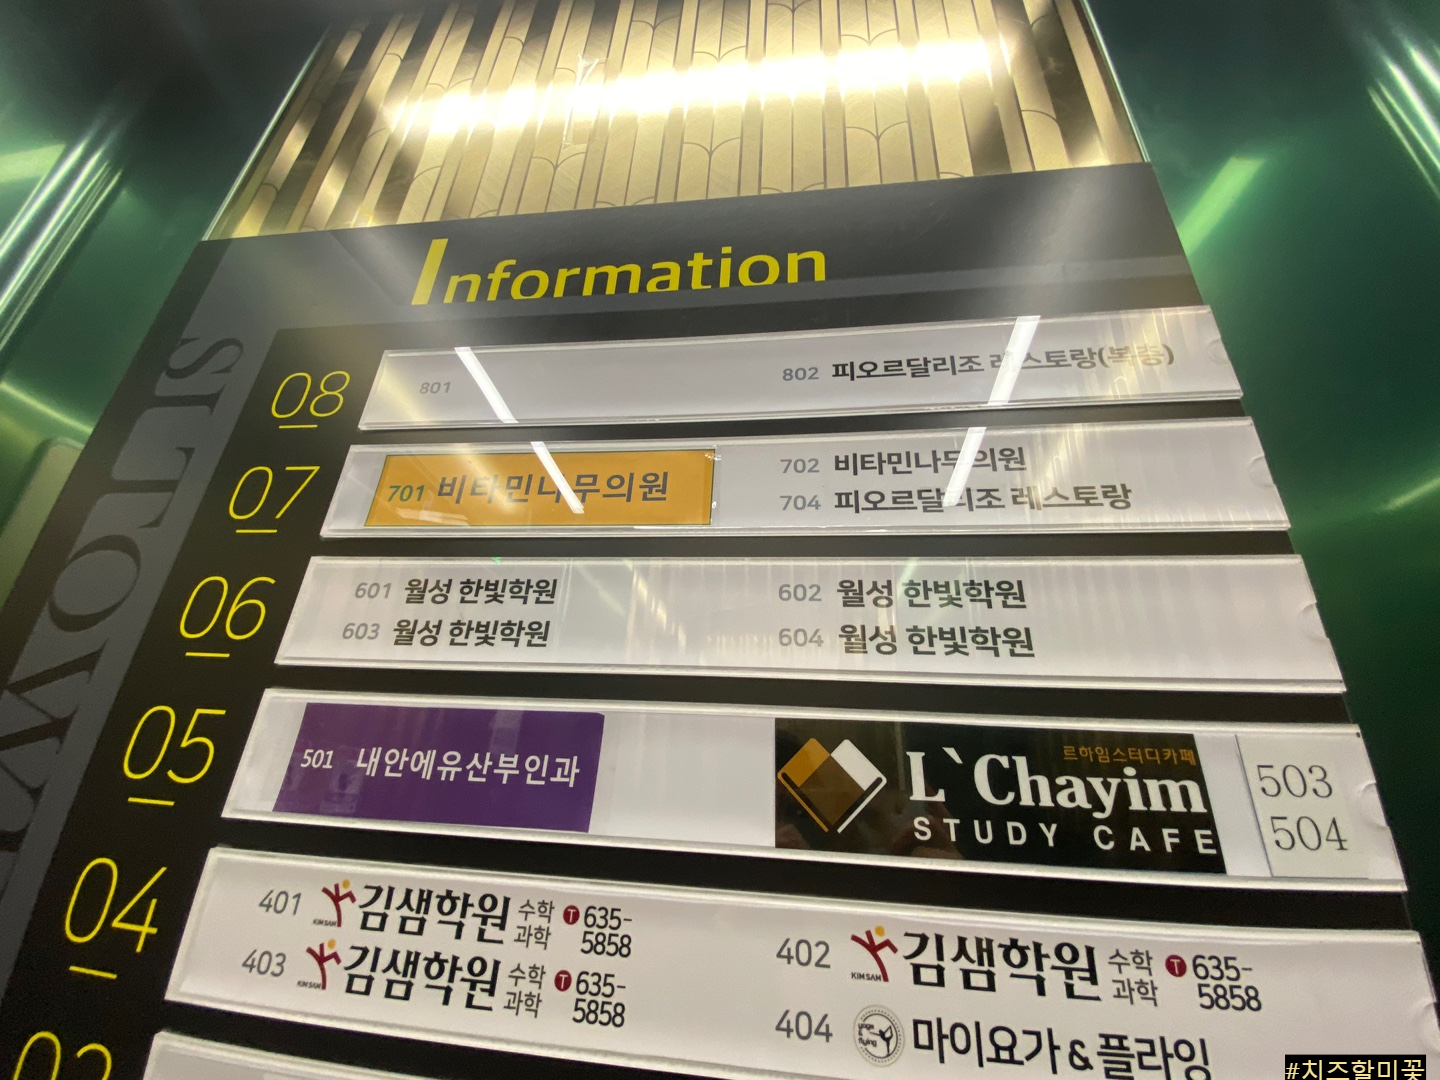 Information
SLTOWN
08
801
802 피오르달리조 레스토랑(복층)
07
701 비타민나무의원
702 비타민나무의원
704 피오르달리조 레스토랑
06
601 월성 한빛학원
602 월성 한빛학원
603 월성 한빛학원
604 월성 한빛학원
05
501 내안에유산부인과
르하임스터디카페
L`Chayim
STUDY CAFE
503
504
04
401 KIMSAM 김샘학원 수학 과학 T 635-5858
402 KIMSAM 김샘학원 수학 과학 T 635-5858
403 KIMSAM 김샘학원 수학 과학 T 635-5858
404 마이요가 & 플라잉
#치즈할미꽃